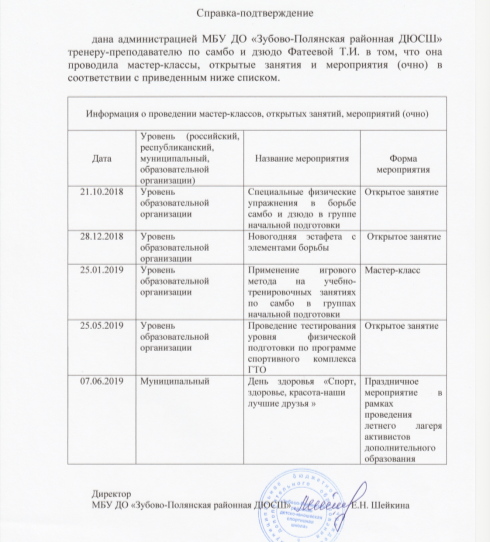 Справка-подтверждение
дана администрацией МБУ ДО «Зубово-Полянская районная ДЮСШ»
тренеру-преподавателю по самбо и дзюдо Фатеевой Т.И. в том, что она
проводила мастер-классы, открытые занятия и мероприятия (очно) в
соответствии с приведенным ниже списком.
Информация о проведении мастер-классов, открытых занятий, мероприятий (очно)
Дата
Уровень (российский,
республиканский,
муниципальный,
образовательной
организации)
Название мероприятия
Форма
мероприятия
21.10.2018
Уровень
образовательной
организации
Специальные физические
упражнения в борьбе
самбо и дзюдо в группе
начальной подготовки
Открытое занятие
28.12.2018
Уровень
образовательной
организации
Новогодняя эстафета с
элементами борьбы
Открытое занятие
25.01.2019
Уровень
образовательной
организации
Применение игрового
метода на учебно-
тренировочных занятиях
по самбо в группах
начальной подготовки
Мастер-класс
25.05.2019
Уровень
образовательной
организации
Проведение тестирования
уровня физической
подготовки по программе
спортивного комплекса
ГТО
Открытое занятие
07.06.2019
Муниципальный
День здоровья «Спорт,
здоровье, красота-наши
лучшие друзья »
Праздничное
мероприятие в
рамках
проведения
летнего лагеря
активистов
дополнительного
образования
Директор
МБУ ДО «Зубово-Полянская районная ДЮСШ» Е.Н. Шейкина